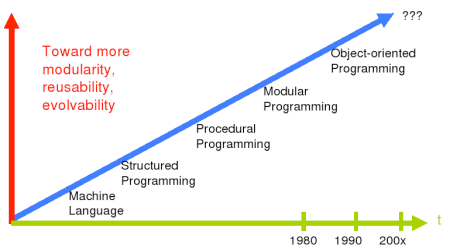 ???
Toward more
modularity,
reusability,
evolvability
Object-oriented
Programming
Modular
Programming
Procedural
Programming
Structured
Programming
Machine
Language
t
1980 1990 200x